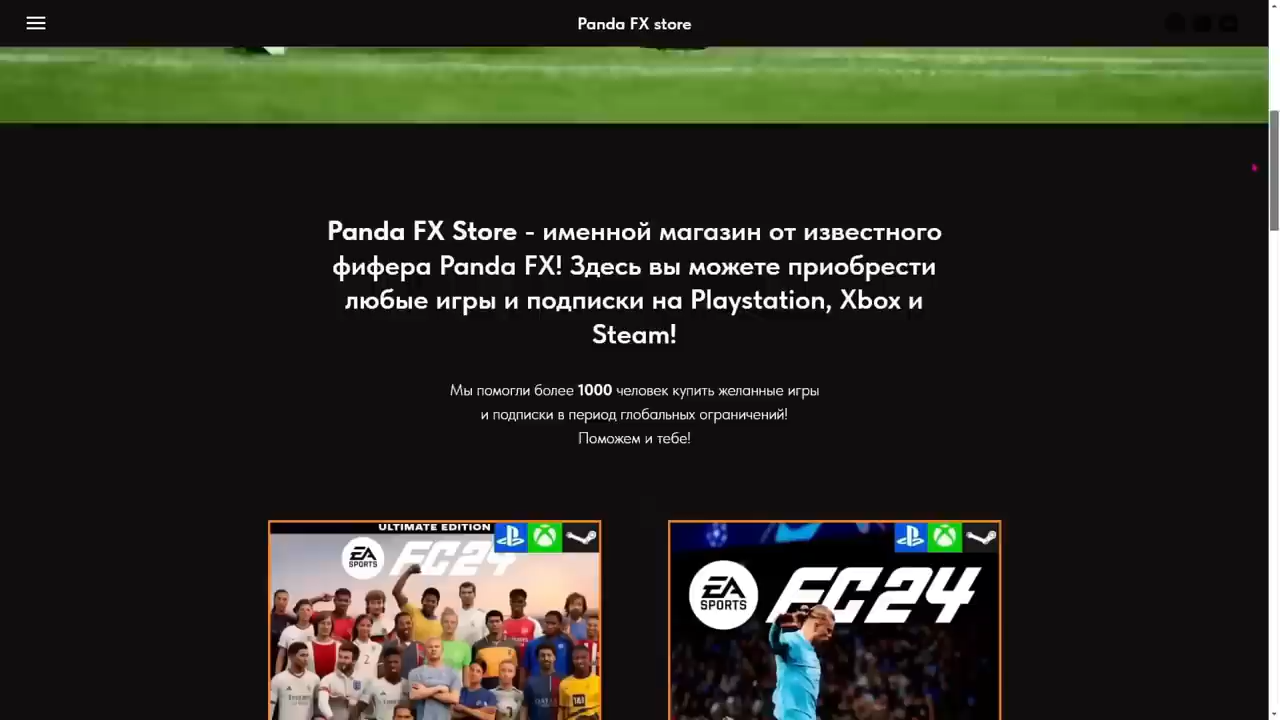 Panda FX store
Panda FX Store - именной магазин от известного
фифера Panda FX! Здесь вы можете приобрести
любые игры и подписки на Playstation, Xbox и
Steam!
Мы помогли более 1000 человек купить желанные игры
и подписки в период глобальных ограничений!
Поможем и тебе!
ULTIMATE EDITION
EA
SPORTS
FC24
EA
SPORTS
FC24